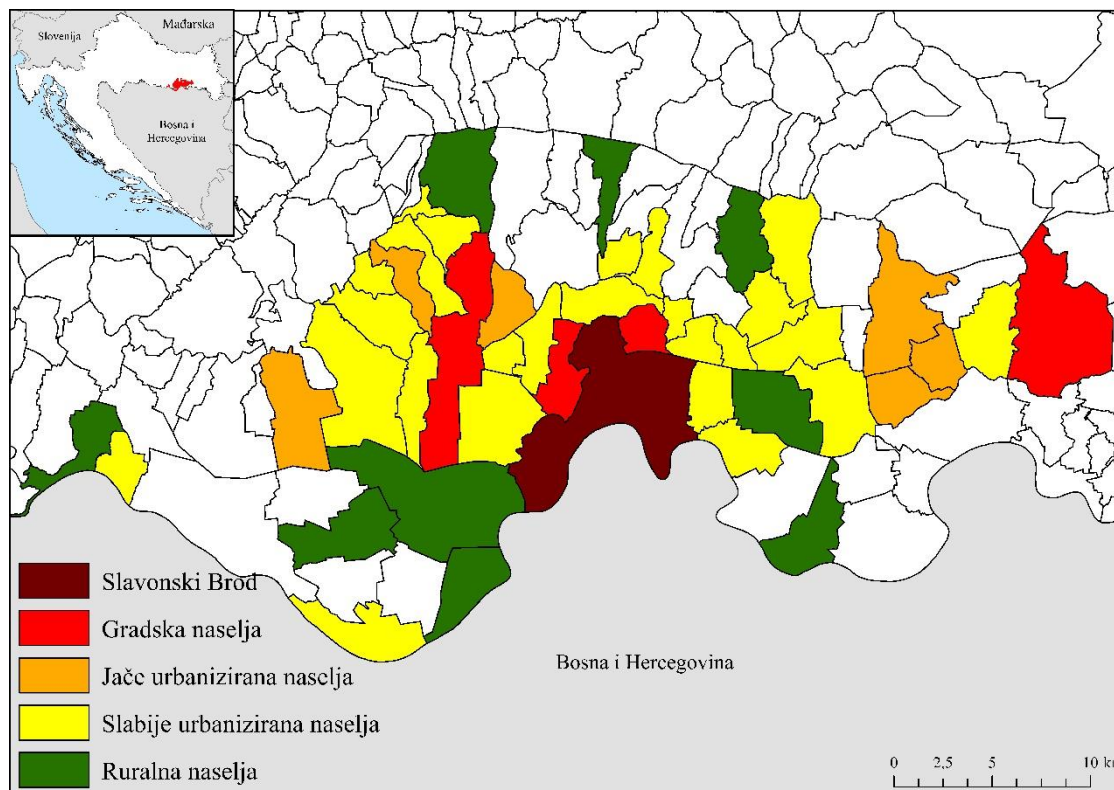 Mađarska
Slovenija
Bosna i
Hercegovina
Slavonski Brod
Gradska naselja
Jače urbanizirana naselja
Slabije urbanizirana naselja
Ruralna naselja
Bosna i Hercegovina
0 2,5 5 10 km